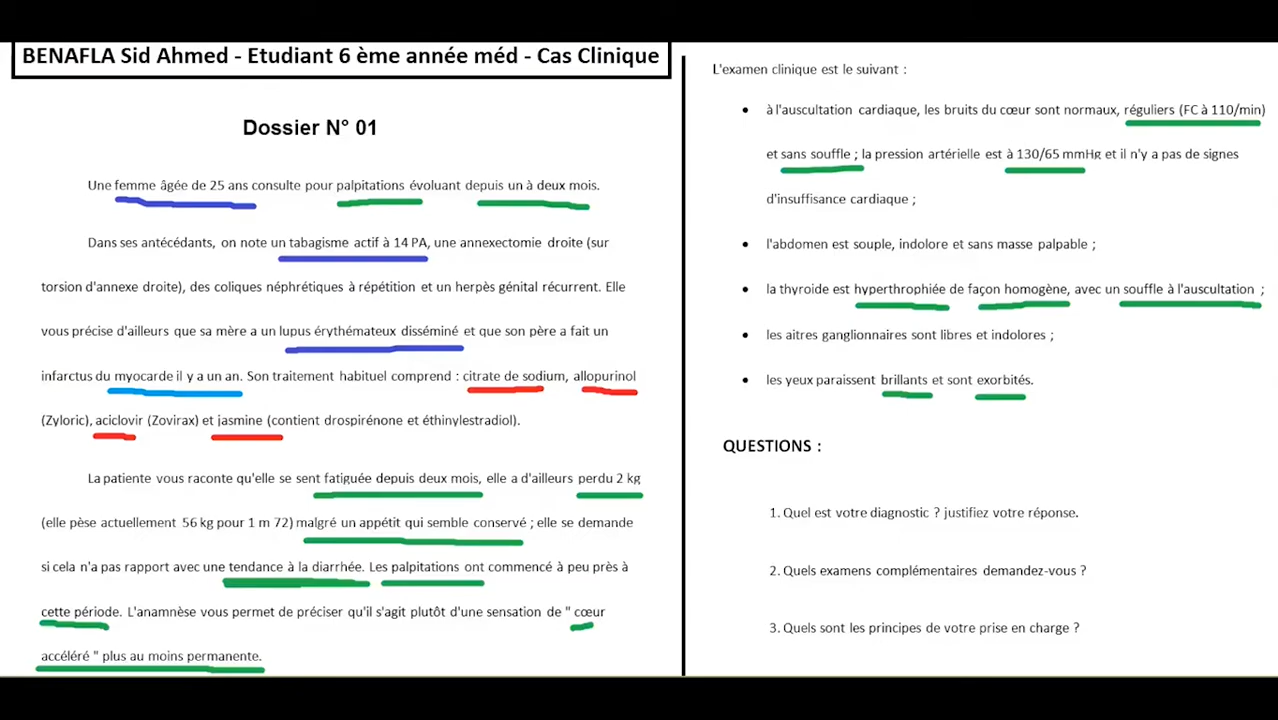 BENAFLA Sid Ahmed - Etudiant 6 ème année méd - Cas Clinique
Dossier N° 01
Une femme âgée de 25 ans consulte pour palpitations évoluant depuis un à deux mois.
Dans ses antécédants, on note un tabagisme actif à 14 PA, une annexectomie droite (sur
torsion d'annexe droite), des coliques néphrétiques à répétition et un herpès génital récurrent. Elle
vous précise d'ailleurs que sa mère a un lupus érythémateux disséminé et que son père a fait un
infarctus du myocarde il y a un an. Son traitement habituel comprend : citrate de sodium, allopurinol
(Zyloric), aciclovir (Zovirax) et jasmine (contient drospirénone et éthinylestradiol).
La patiente vous raconte qu'elle se sent fatiguée depuis deux mois, elle a d'ailleurs perdu 2 kg
(elle pèse actuellement 56 kg pour 1 m 72) malgré un appétit qui semble conservé ; elle se demande
si cela n'a pas rapport avec une tendance à la diarrhée. Les palpitations ont commencé à peu près à
cette période. L'anamnèse vous permet de préciser qu'il s'agit plutôt d'une sensation de " cœur
accéléré " plus au moins permanente.
L'examen clinique est le suivant :
• à l'auscultation cardiaque, les bruits du cœur sont normaux, réguliers (FC à 110/min)
et sans souffle ; la pression artérielle est à 130/65 mmHg et il n'y a pas de signes
d'insuffisance cardiaque ;
• l'abdomen est souple, indolore et sans masse palpable ;
• la thyroide est hyperthrophiée de façon homogène, avec un souffle à l'auscultation ;
• les aitres ganglionnaires sont libres et indolores ;
• les yeux paraissent brillants et sont exorbités.
QUESTIONS :
1. Quel est votre diagnostic ? justifiez votre réponse.
2. Quels examens complémentaires demandez-vous ?
3. Quels sont les principes de votre prise en charge ?